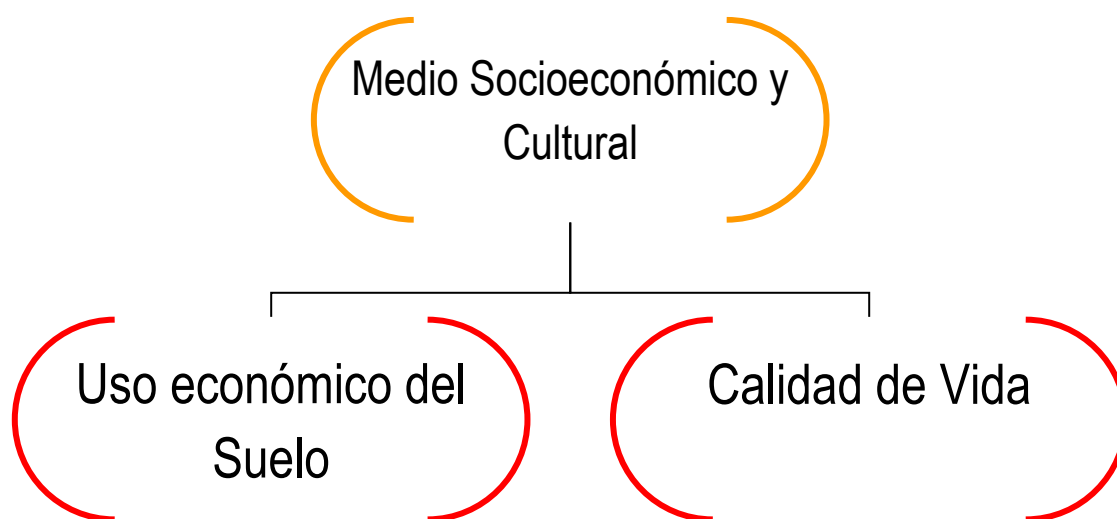 Medio Socioeconómico y
Cultural
Uso económico del
Suelo
Calidad de Vida